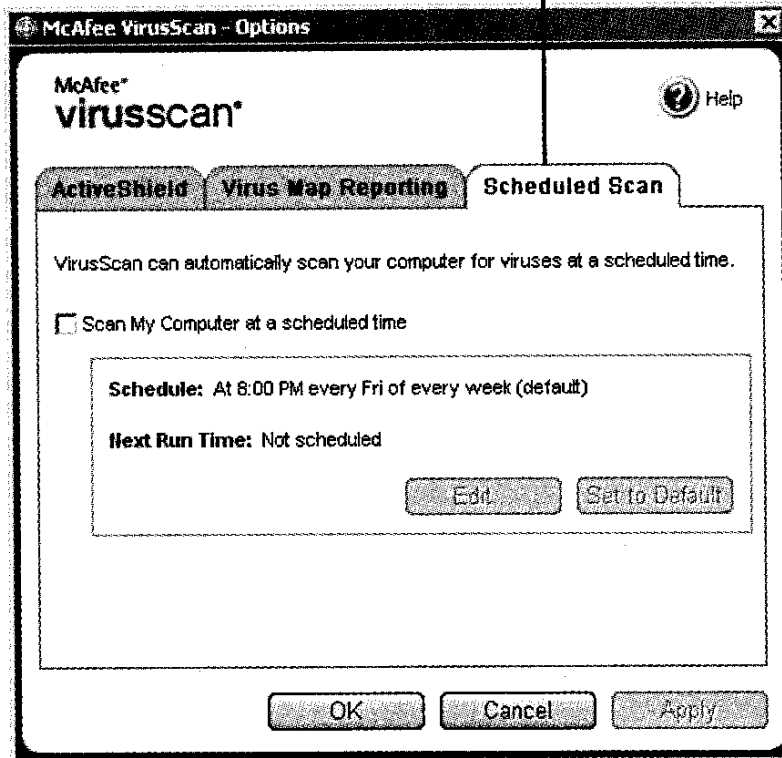 McAfee VirusScan - Options
McAfee®
virusscan®
Help
ActiveShield
Virus Map Reporting
Scheduled Scan
VirusScan can automatically scan your computer for viruses at a scheduled time.
Scan My Computer at a scheduled time
Schedule: At 8:00 PM every Fri of every week (default)
Next Run Time: Not scheduled
Edit
Set to Default
OK
Cancel
Apply